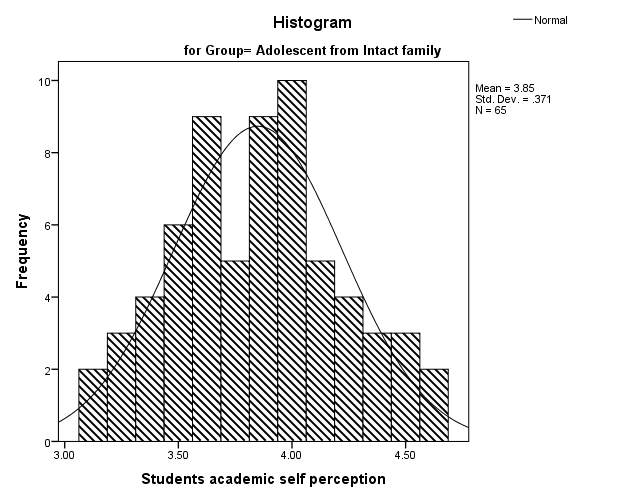 Histogram
Normal
for Group= Adolescent from Intact family
Mean = 3.85
Std. Dev. = .371
N = 65
10
8
6
4
2
0
Frequency
3.00 3.50 4.00 4.50
Students academic self perception